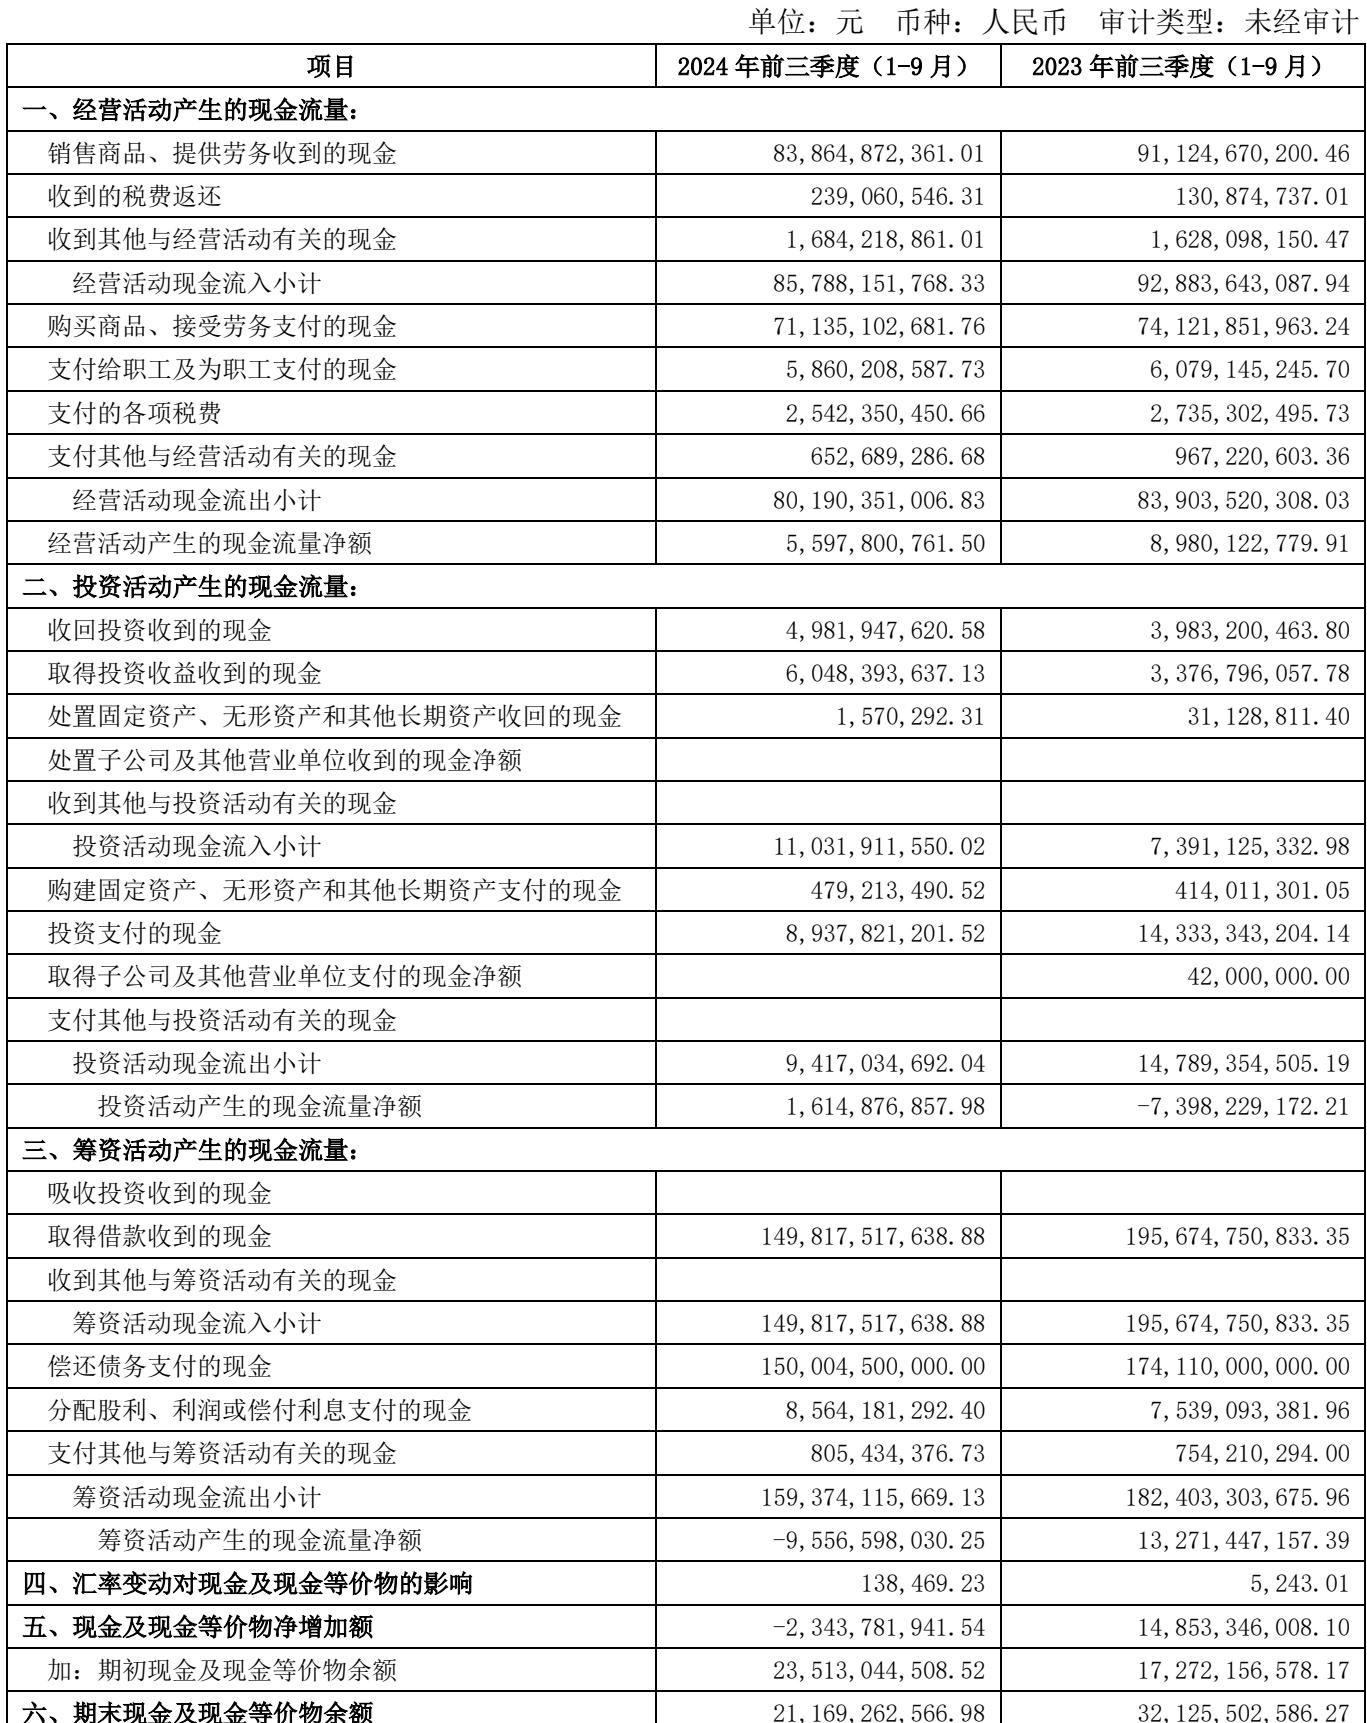 单位：元　币种：人民币　审计类型：未经审计
项目 2024 年前三季度（1-9 月） 2023 年前三季度（1-9 月）
一、经营活动产生的现金流量：
销售商品、提供劳务收到的现金 83,864,872,361.01 91,124,670,200.46
收到的税费返还 239,060,546.31 130,874,737.01
收到其他与经营活动有关的现金 1,684,218,861.01 1,628,098,150.47
经营活动现金流入小计 85,788,151,768.33 92,883,643,087.94
购买商品、接受劳务支付的现金 71,135,102,681.76 74,121,851,963.24
支付给职工及为职工支付的现金 5,860,208,587.73 6,079,145,245.70
支付的各项税费 2,542,350,450.66 2,735,302,495.73
支付其他与经营活动有关的现金 652,689,286.68 967,220,603.36
经营活动现金流出小计 80,190,351,006.83 83,903,520,308.03
经营活动产生的现金流量净额 5,597,800,761.50 8,980,122,779.91
二、投资活动产生的现金流量：
收回投资收到的现金 4,981,947,620.58 3,983,200,463.80
取得投资收益收到的现金 6,048,393,637.13 3,376,796,057.78
处置固定资产、无形资产和其他长期资产收回的现金 1,570,292.31 31,128,811.40
处置子公司及其他营业单位收到的现金净额
收到其他与投资活动有关的现金
投资活动现金流入小计 11,031,911,550.02 7,391,125,332.98
购建固定资产、无形资产和其他长期资产支付的现金 479,213,490.52 414,011,301.05
投资支付的现金 8,937,821,201.52 14,333,343,204.14
取得子公司及其他营业单位支付的现金净额 42,000,000.00
支付其他与投资活动有关的现金
投资活动现金流出小计 9,417,034,692.04 14,789,354,505.19
投资活动产生的现金流量净额 1,614,876,857.98 -7,398,229,172.21
三、筹资活动产生的现金流量：
吸收投资收到的现金
取得借款收到的现金 149,817,517,638.88 195,674,750,833.35
收到其他与筹资活动有关的现金
筹资活动现金流入小计 149,817,517,638.88 195,674,750,833.35
偿还债务支付的现金 150,004,500,000.00 174,110,000,000.00
分配股利、利润或偿付利息支付的现金 8,564,181,292.40 7,539,093,381.96
支付其他与筹资活动有关的现金 805,434,376.73 754,210,294.00
筹资活动现金流出小计 159,374,115,669.13 182,403,303,675.96
筹资活动产生的现金流量净额 -9,556,598,030.25 13,271,447,157.39
四、汇率变动对现金及现金等价物的影响 138,469.23 5,243.01
五、现金及现金等价物净增加额 -2,343,781,941.54 14,853,346,008.10
加：期初现金及现金等价物余额 23,513,044,508.52 17,272,156,578.17
六、期末现金及现金等价物余额 21,169,262,566.98 32,125,502,586.27